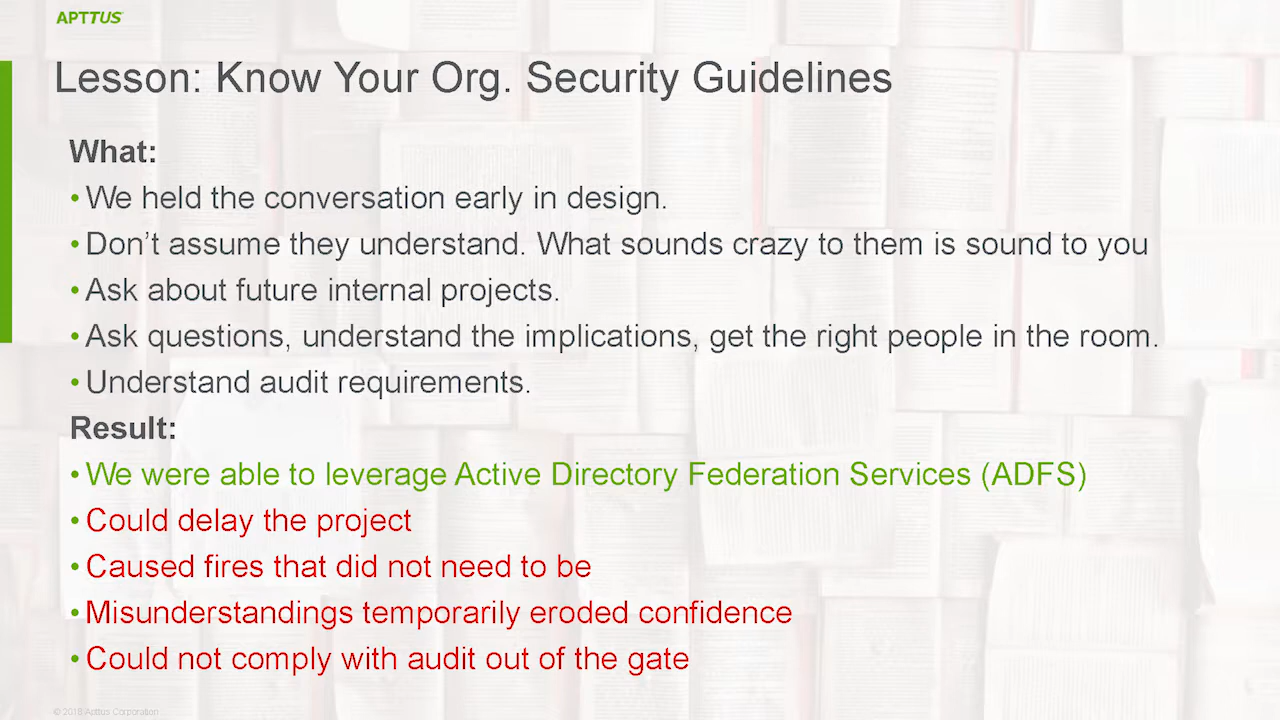 APTTUS
Lesson: Know Your Org. Security Guidelines
What:
• We held the conversation early in design.
• Don’t assume they understand. What sounds crazy to them is sound to you
• Ask about future internal projects.
• Ask questions, understand the implications, get the right people in the room.
• Understand audit requirements.
Result:
• We were able to leverage Active Directory Federation Services (ADFS)
• Could delay the project
• Caused fires that did not need to be
• Misunderstandings temporarily eroded confidence
• Could not comply with audit out of the gate
© 2018 Apttus Corporation